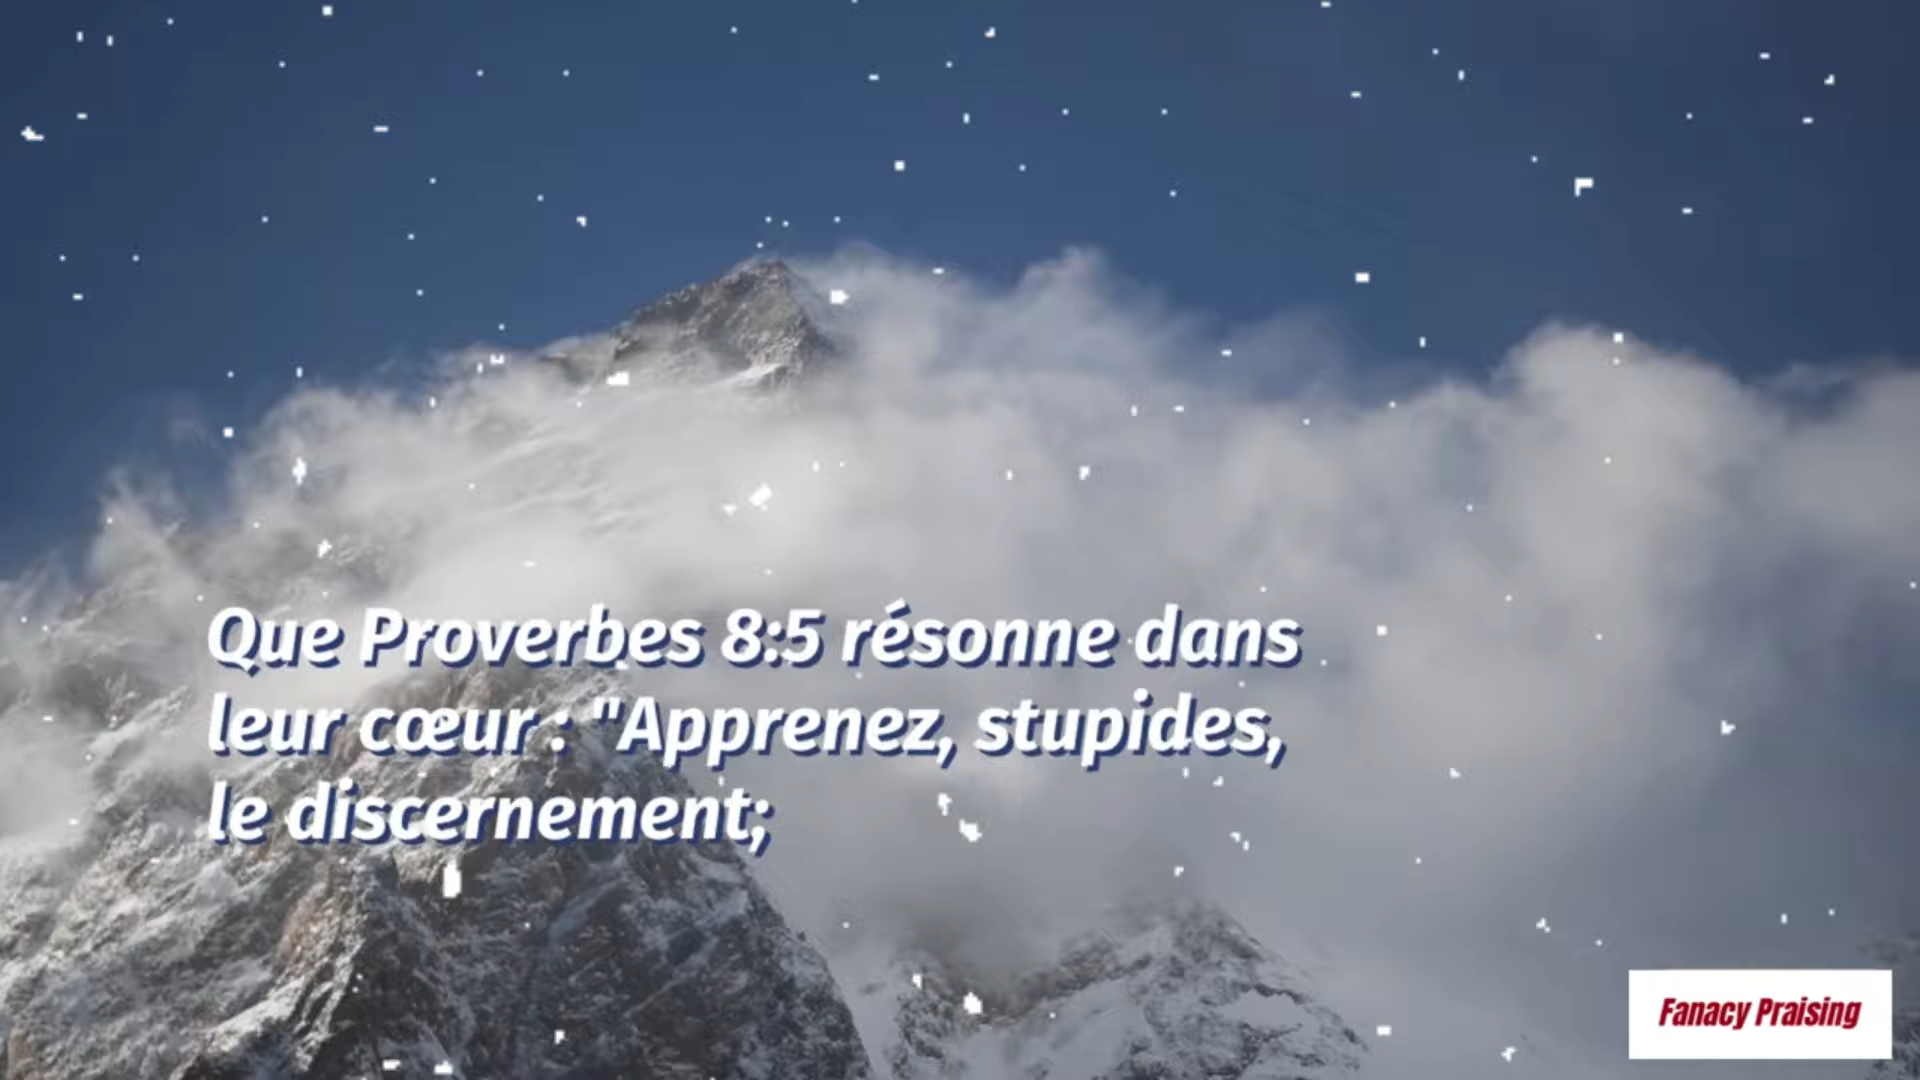 Que Proverbes 8:5 résonne dans
leur cœur : "Apprenez, stupides,
le discernement;
Fanacy Praising